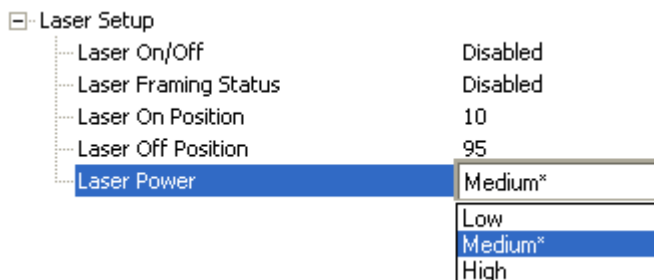 Laser Setup
Laser On/Off Disabled
Laser Framing Status Disabled
Laser On Position 10
Laser Off Position 95
Laser Power Medium*
Low
Medium*
High